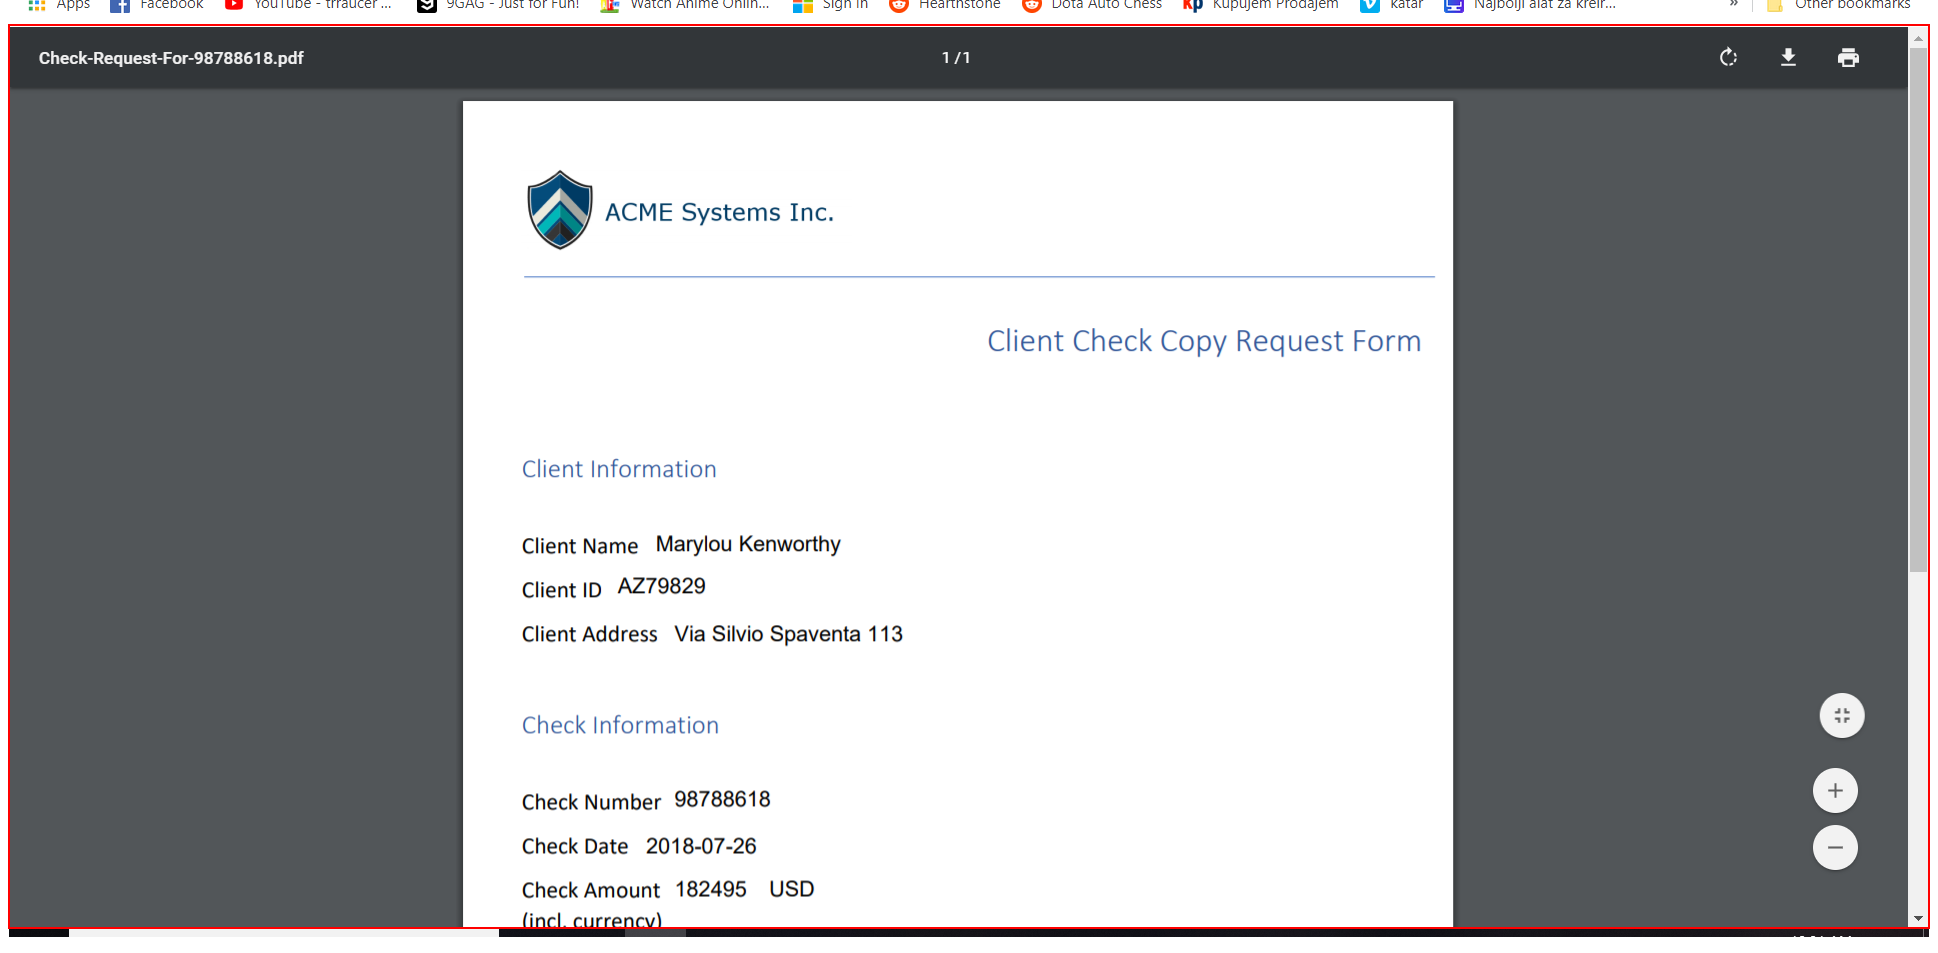 Apps Facebook YouTube - trraucer ... 9GAG - Just for Fun! Watch Anime Onlin... Sign In Hearthstone Dota Auto Chess Kupujem Prodajem katar Najbolji alat za kreir... » Other bookmarks
Check-Request-For-98788618.pdf 1 / 1
ACME Systems Inc.
Client Check Copy Request Form
Client Information
Client Name Marylou Kenworthy
Client ID AZ79829
Client Address Via Silvio Spaventa 113
Check Information
Check Number 98788618
Check Date 2018-07-26
Check Amount 182495 USD
(incl. currency)